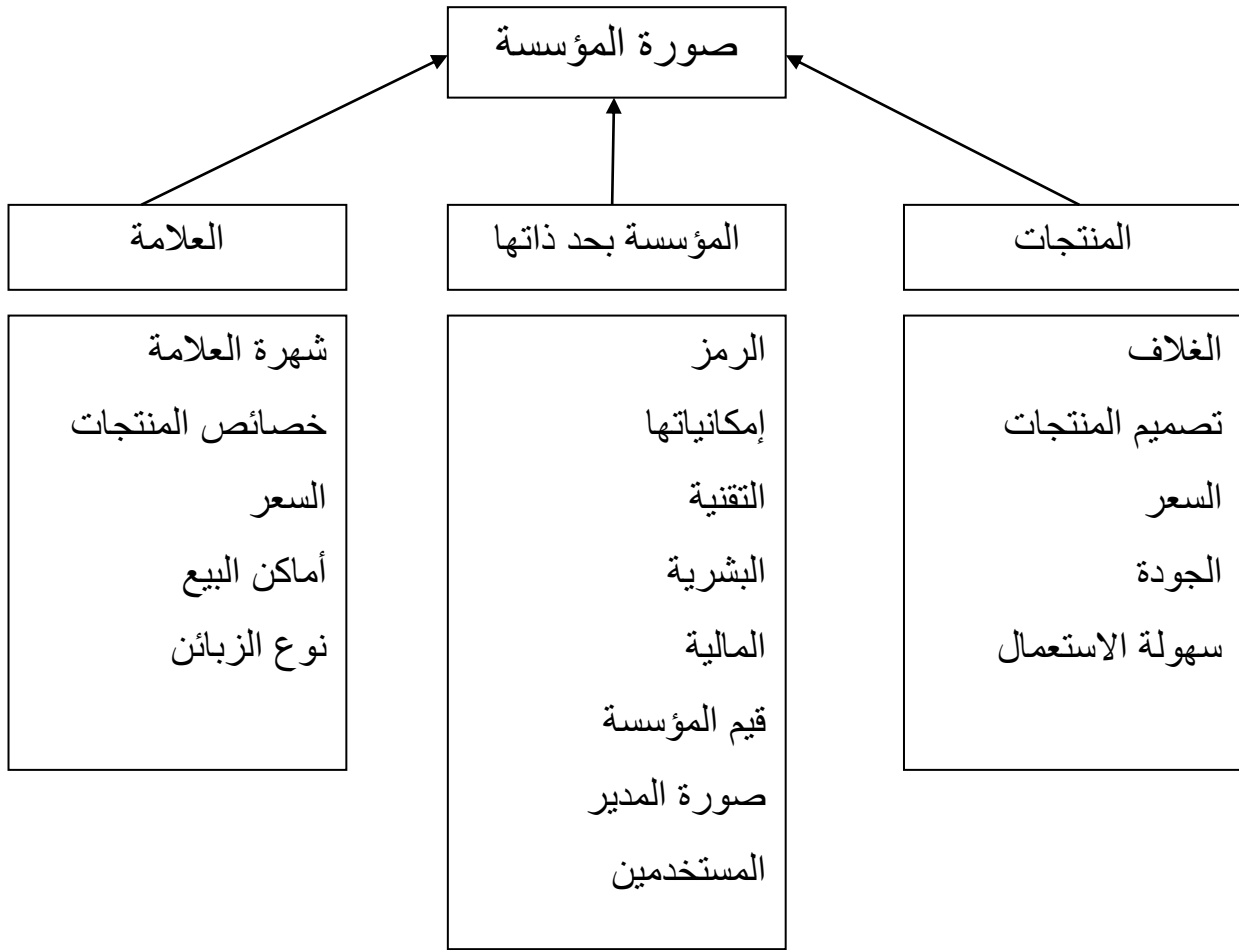 صورة المؤسسة
المنتجات
المؤسسة بحد ذاتها
العلامة
الغلاف
تصميم المنتجات
السعر
الجودة
سهولة الاستعمال
الرمز
إمكانياتها
التقنية
البشرية
المالية
قيم المؤسسة
صورة المدير
المستخدمين
شهرة العلامة
خصائص المنتجات
السعر
أماكن البيع
نوع الزبائن